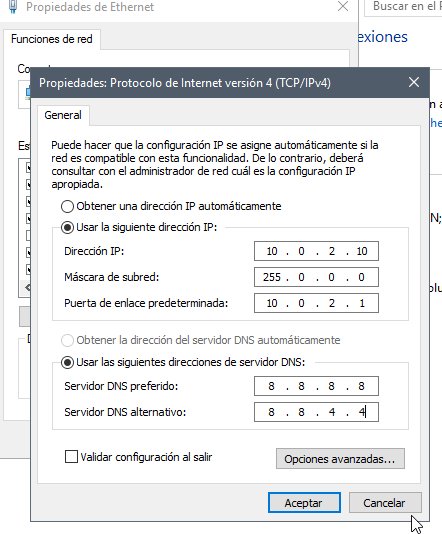 Propiedades de Ethernet
Buscar en el P
Funciones de red
exiones
Propiedades: Protocolo de Internet versión 4 (TCP/IPv4)
General
Puede hacer que la configuración IP se asigne automáticamente si la
red es compatible con esta funcionalidad. De lo contrario, deberá
consultar con el administrador de red cuál es la configuración IP
apropiada.
Obtener una dirección IP automáticamente
Usar la siguiente dirección IP:
Dirección IP:
10 . 0 . 2 . 10
Máscara de subred:
255 . 0 . 0 . 0
Puerta de enlace predeterminada:
10 . 0 . 2 . 1
Obtener la dirección del servidor DNS automáticamente
Usar las siguientes direcciones de servidor DNS:
Servidor DNS preferido:
8 . 8 . 8 . 8
Servidor DNS alternativo:
8 . 8 . 4 . 4
Validar configuración al salir
Opciones avanzadas...
Aceptar
Cancelar